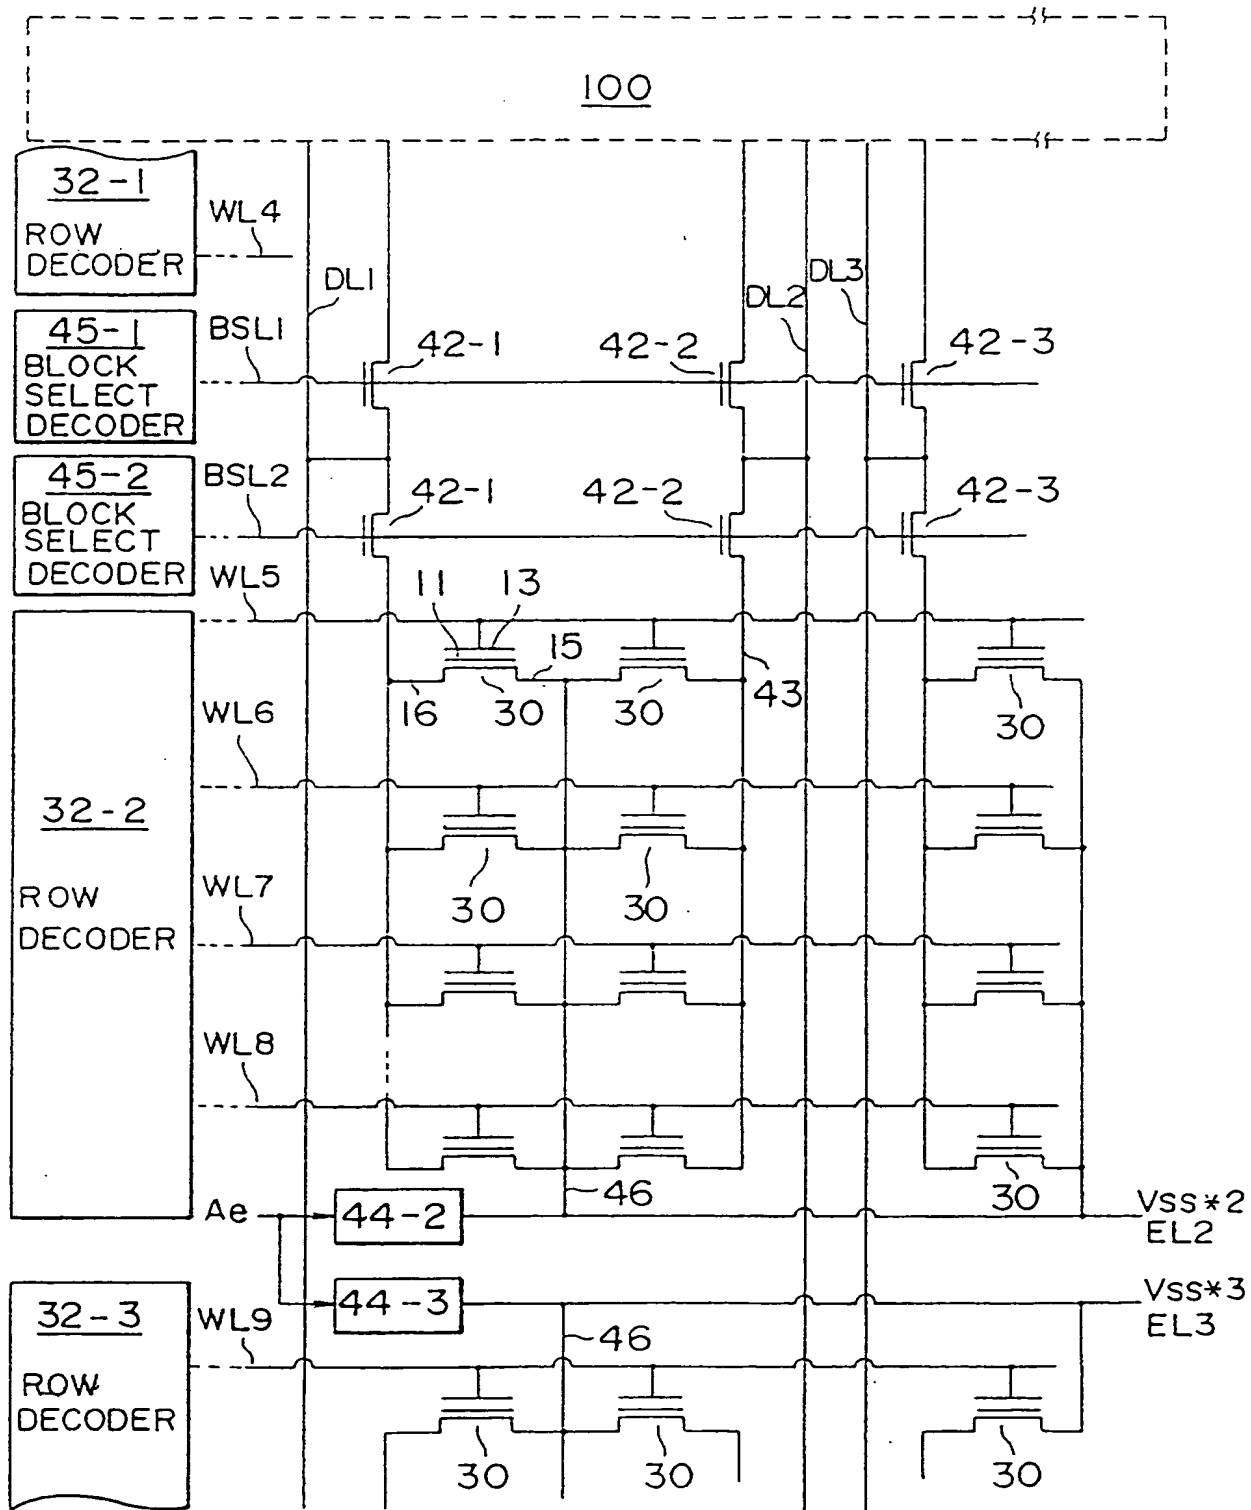 100
32-1
ROW
DECODER
WL4
DL1
DL2
DL3
45-1
BLOCK
SELECT
DECODER
BSL1
42-1
42-2
42-3
45-2
BLOCK
SELECT
DECODER
BSL2
42-1
42-2
42-3
WL5
11
13
15
16
30
30
43
30
32-2
ROW
DECODER
WL6
30
30
WL7
WL8
30
Ae
44-2
46
VSS*2
EL2
44-3
46
VSS*3
EL3
32-3
ROW
DECODER
WL9
30
30
30